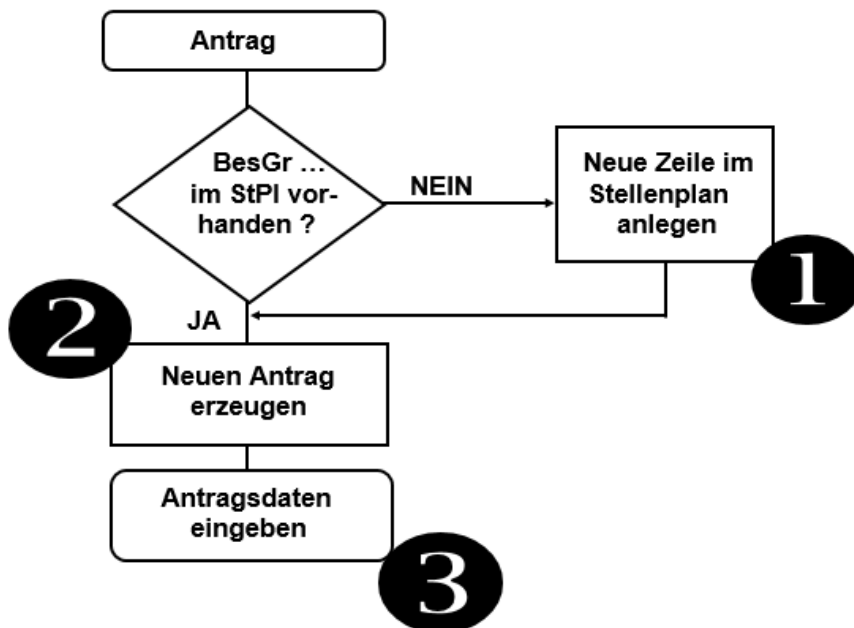 Antrag
BesGr ...
im StPl vor-
handen ?
NEIN
Neue Zeile im
Stellenplan
anlegen
1
JA
2
Neuen Antrag
erzeugen
Antragsdaten
eingeben
3